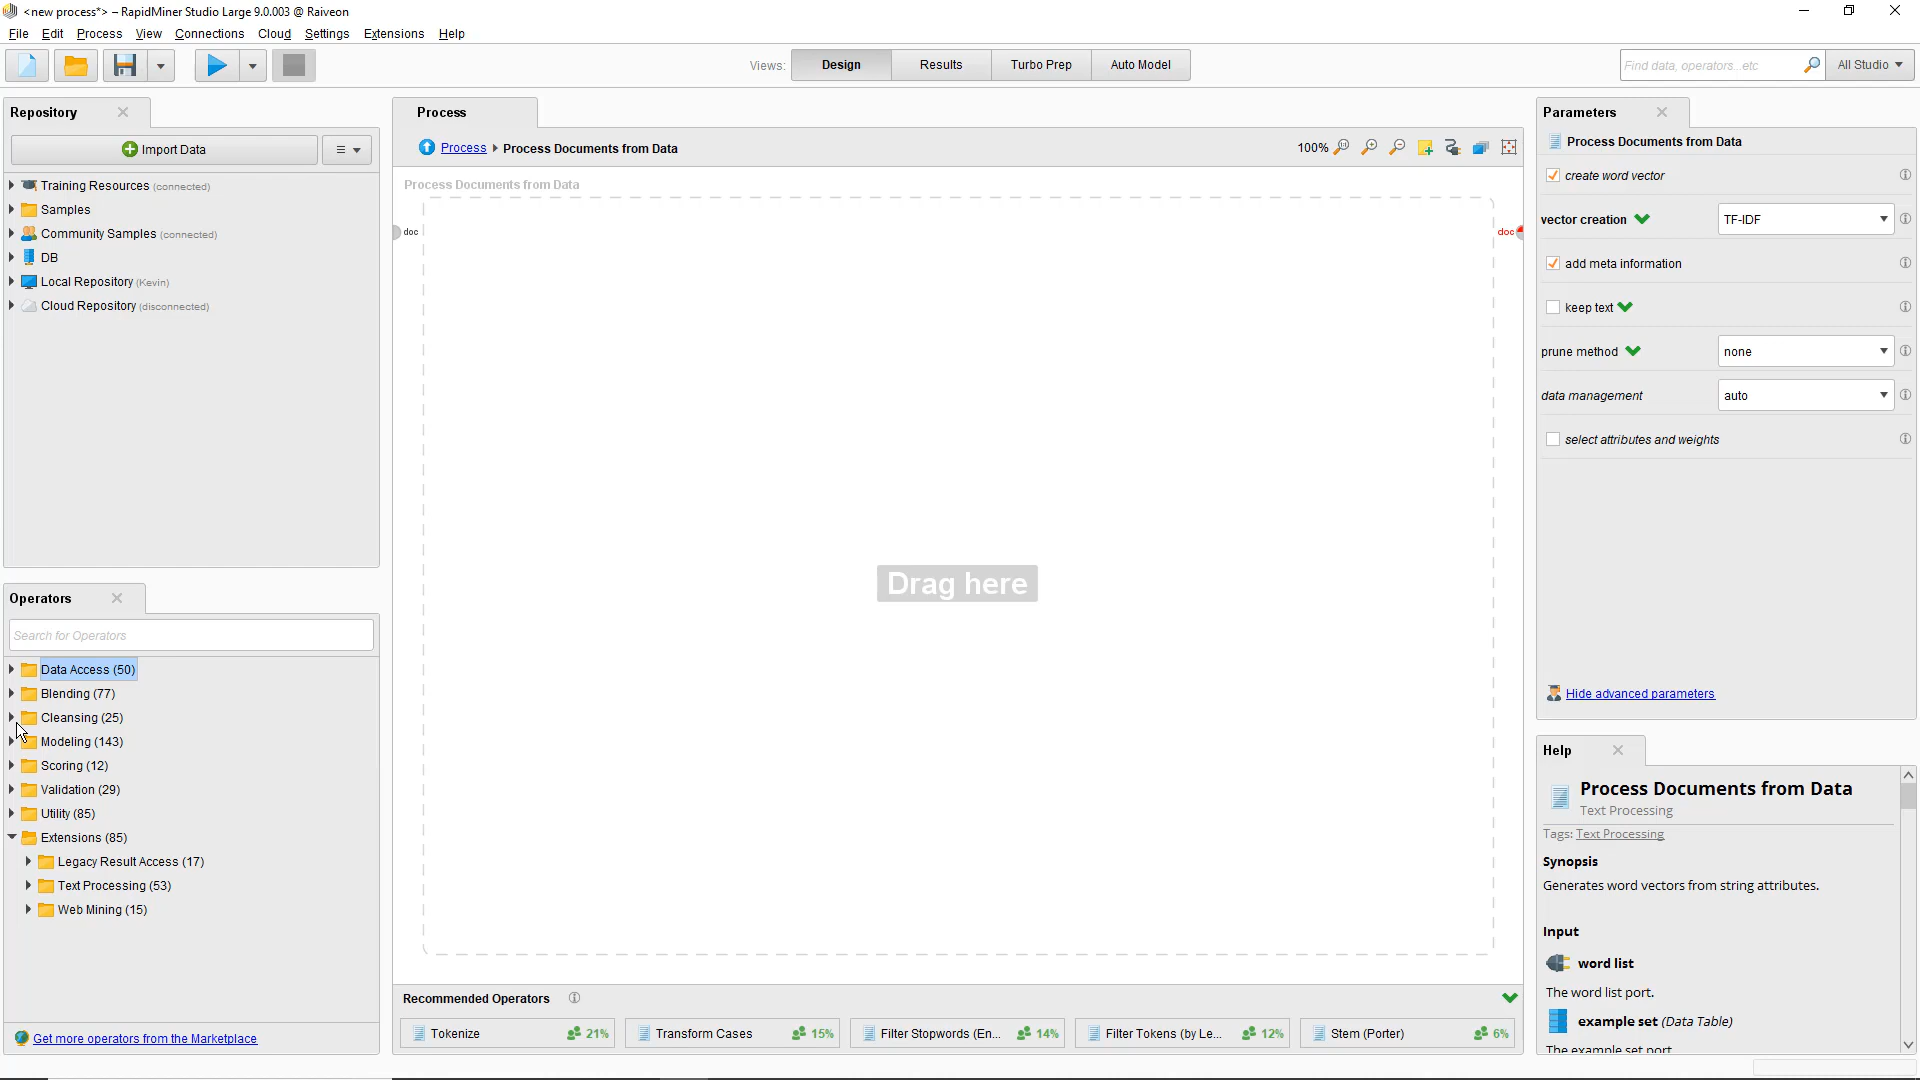 <new process*> – RapidMiner Studio Large 9.0.003 @ Raiveon
File Edit Process View Connections Cloud Settings Extensions Help
Views: Design Results Turbo Prep Auto Model
Find data, operators...etc
All Studio
Repository
Import Data
Training Resources (connected)
Samples
Community Samples (connected)
DB
Local Repository (Kevin)
Cloud Repository (disconnected)
Operators
Search for Operators
Data Access (50)
Blending (77)
Cleansing (25)
Modeling (143)
Scoring (12)
Validation (29)
Utility (85)
Extensions (85)
Legacy Result Access (17)
Text Processing (53)
Web Mining (15)
Get more operators from the Marketplace
Process
Process Process Documents from Data
100%
Process Documents from Data
doc
doc
Drag here
Recommended Operators
Tokenize 21%
Transform Cases 15%
Filter Stopwords (En... 14%
Filter Tokens (by Le... 12%
Stem (Porter) 6%
Parameters
Process Documents from Data
create word vector
vector creation TF-IDF
add meta information
keep text
prune method none
data management auto
select attributes and weights
Hide advanced parameters
Help
Process Documents from Data
Text Processing
Tags: Text Processing
Synopsis
Generates word vectors from string attributes.
Input
word list
The word list port.
example set (Data Table)
The example set port